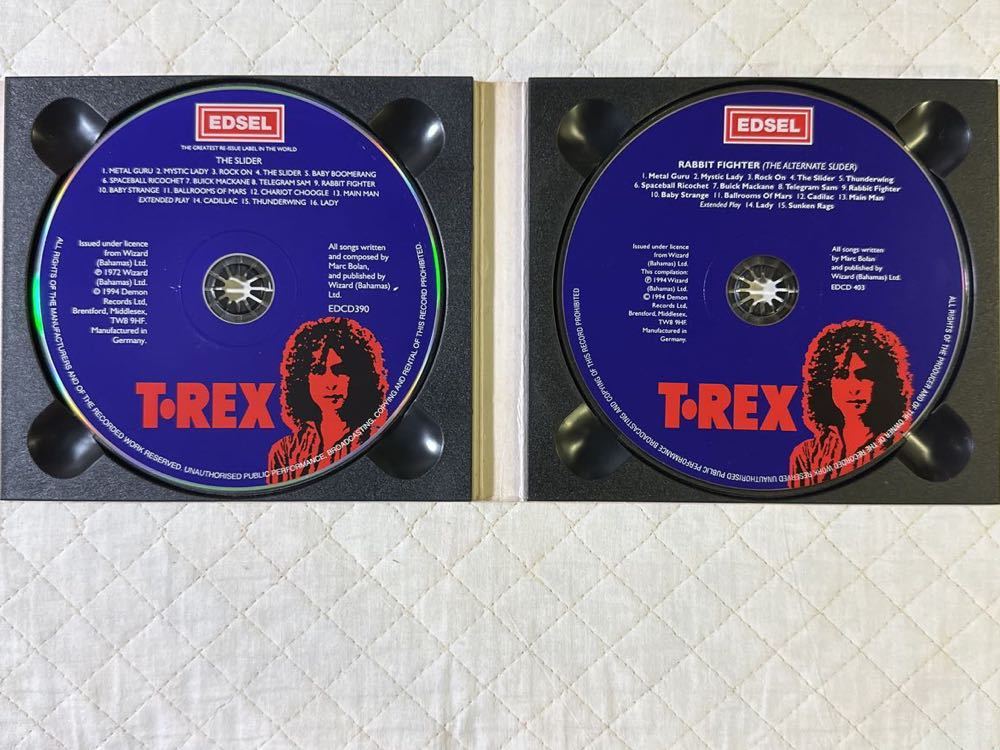 EDSEL
THE GREATEST RE-ISSUE LABEL IN THE WORLD
THE SLIDER
1. METAL GURU 2. MYSTIC LADY 3. ROCK ON 4. THE SLIDER 5. BABY BOOMERANG
6. SPACEBALL RICOCHET 7. BUICK MACKANE 8. TELEGRAM SAM 9. RABBIT FIGHTER
10. BABY STRANGE 11. BALLROOMS OF MARS 12. CHARIOT CHOOGLE 13. MAIN MAN
EXTENDED PLAY 14. CADILLAC 15. THUNDERWING 16. LADY
Issued under licence
from Wizard
(Bahamas) Ltd.
℗ 1972 Wizard
(Bahamas) Ltd.
© 1994 Demon
Records Ltd,
Brentford, Middlesex,
TW8 9HF.
Manufactured in
Germany.
All songs written
and composed by
Marc Bolan,
and published by
Wizard (Bahamas)
Ltd.
EDCD390
T•REX
ALL RIGHTS OF THE MANUFACTURERS AND OF THE RECORDED WORK RESERVED. UNAUTHORISED PUBLIC PERFORMANCE, BROADCASTING, COPYING AND RENTAL OF THIS RECORD PROHIBITED.
EDSEL
RABBIT FIGHTER (THE ALTERNATE SLIDER)
1. Metal Guru 2. Mystic Lady 3. Rock On 4. The Slider 5. Thunderwing
6. Spaceball Ricochet 7. Buick Mackane 8. Telegram Sam 9. Rabbit Fighter
10. Baby Strange 11. Ballrooms Of Mars 12. Cadilac 13. Main Man
Extended Play 14. Lady 15. Sunken Rags
Issued under licence
from Wizard
(Bahamas) Ltd.
This compilation:
℗ 1994 Wizard
(Bahamas) Ltd.
© 1994 Demon
Records Ltd,
Brentford, Middlesex,
TW8 9HF.
Manufactured in
Germany.
All songs written
by Marc Bolan
and published by
Wizard (Bahamas) Ltd.
EDCD 403
T•REX
ALL RIGHTS OF THE PRODUCER AND OF THE OWNER OF THE RECORDED WORK RESERVED UNAUTHORISED PUBLIC PERFORMANCE BROADCASTING AND COPYING OF THIS RECORD PROHIBITED